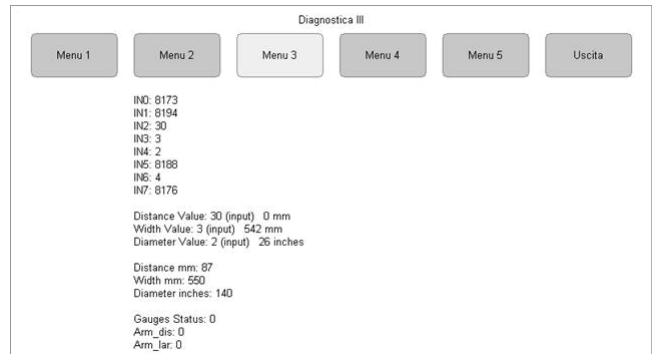 Diagnostica III
Menu 1 Menu 2 Menu 3 Menu 4 Menu 5 Uscita
IN0: 8173
IN1: 8194
IN2: 30
IN3: 3
IN4: 2
IN5: 8188
IN6: 4
IN7: 8176
Distance Value: 30 (input) 0 mm
Width Value: 3 (input) 542 mm
Diameter Value: 2 (input) 26 inches
Distance mm: 87
Width mm: 550
Diameter inches: 140
Gauges Status: 0
Arm_dis: 0
Arm_lar: 0